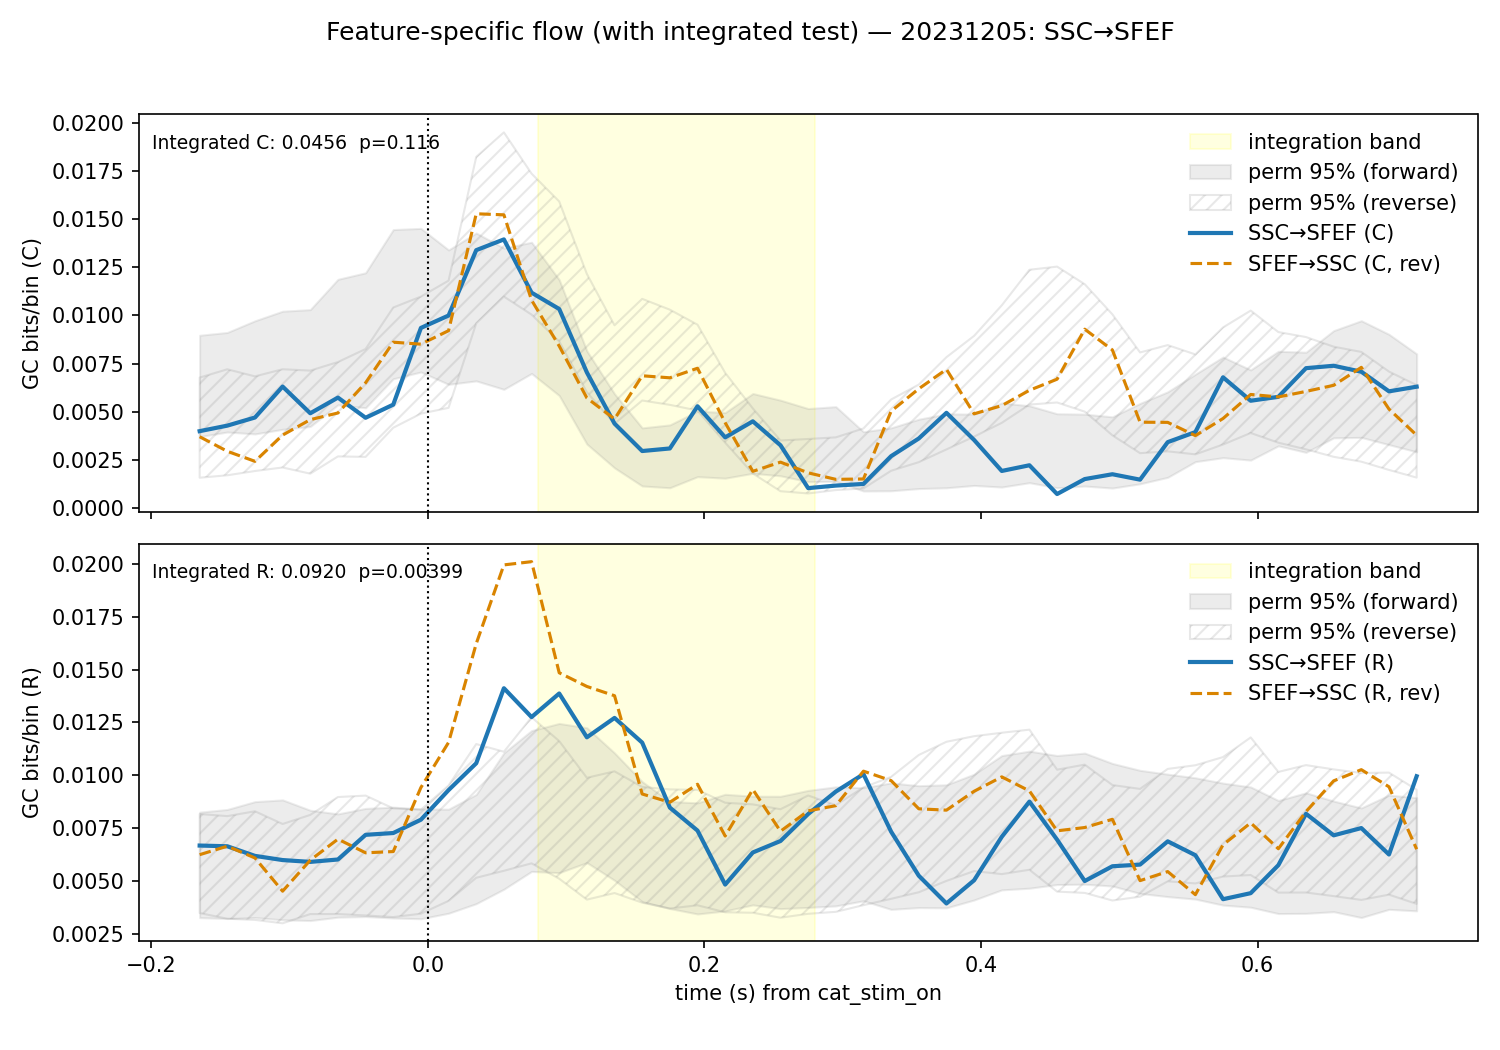 Feature-specific flow (with integrated test) — 20231205: SSC→SFEF
Integrated C: 0.0456  p=0.116
integration band
perm 95% (forward)
perm 95% (reverse)
SSC→SFEF (C)
SFEF→SSC (C, rev)
GC bits/bin (C)
0.0200
0.0175
0.0150
0.0125
0.0100
0.0075
0.0050
0.0025
0.0000
Integrated R: 0.0920  p=0.00399
integration band
perm 95% (forward)
perm 95% (reverse)
SSC→SFEF (R)
SFEF→SSC (R, rev)
GC bits/bin (R)
0.0200
0.0175
0.0150
0.0125
0.0100
0.0075
0.0050
0.0025
−0.2 0.0 0.2 0.4 0.6
time (s) from cat_stim_on